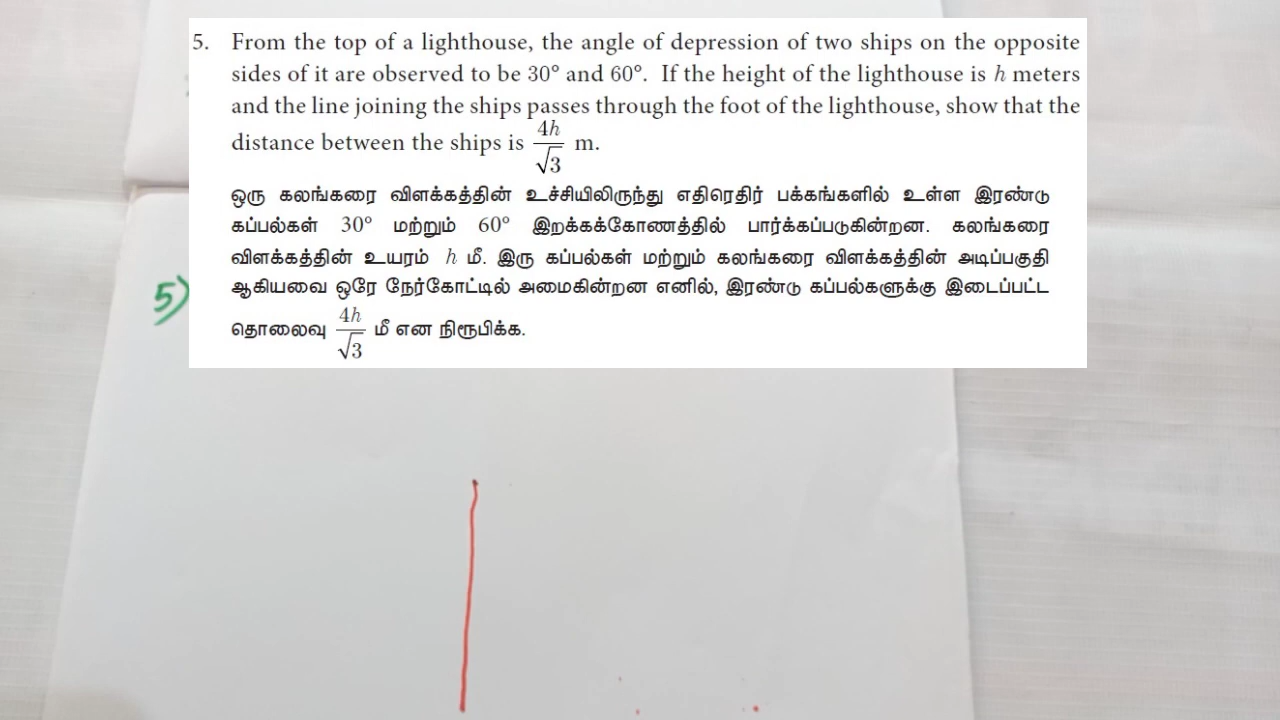 5. From the top of a lighthouse, the angle of depression of two ships on the opposite
sides of it are observed to be 30° and 60°. If the height of the lighthouse is h meters
and the line joining the ships passes through the foot of the lighthouse, show that the
distance between the ships is 4h/√3 m.
ஒரு கலங்கரை விளக்கத்தின் உச்சியிலிருந்து எதிரெதிர் பக்கங்களில் உள்ள இரண்டு
கப்பல்கள் 30° மற்றும் 60° இறக்கக்கோணத்தில் பார்க்கப்படுகின்றன. கலங்கரை
விளக்கத்தின் உயரம் h மீ. இரு கப்பல்கள் மற்றும் கலங்கரை விளக்கத்தின் அடிப்பகுதி
ஆகியவை ஒரே நேர்கோட்டில் அமைகின்றன எனில், இரண்டு கப்பல்களுக்கு இடைப்பட்ட
தொலைவு 4h/√3 மீ என நிரூபிக்க.
5)